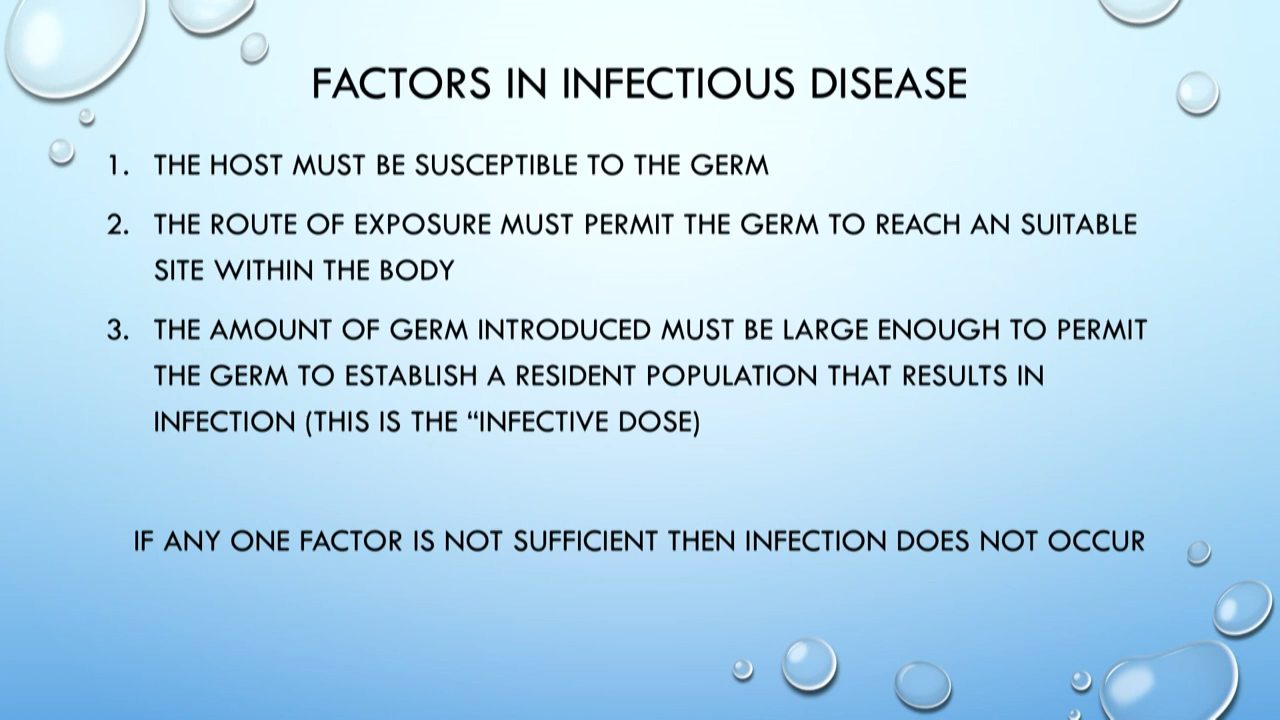 FACTORS IN INFECTIOUS DISEASE
1. THE HOST MUST BE SUSCEPTIBLE TO THE GERM
2. THE ROUTE OF EXPOSURE MUST PERMIT THE GERM TO REACH AN SUITABLE
SITE WITHIN THE BODY
3. THE AMOUNT OF GERM INTRODUCED MUST BE LARGE ENOUGH TO PERMIT
THE GERM TO ESTABLISH A RESIDENT POPULATION THAT RESULTS IN
INFECTION (THIS IS THE “INFECTIVE DOSE)
IF ANY ONE FACTOR IS NOT SUFFICIENT THEN INFECTION DOES NOT OCCUR